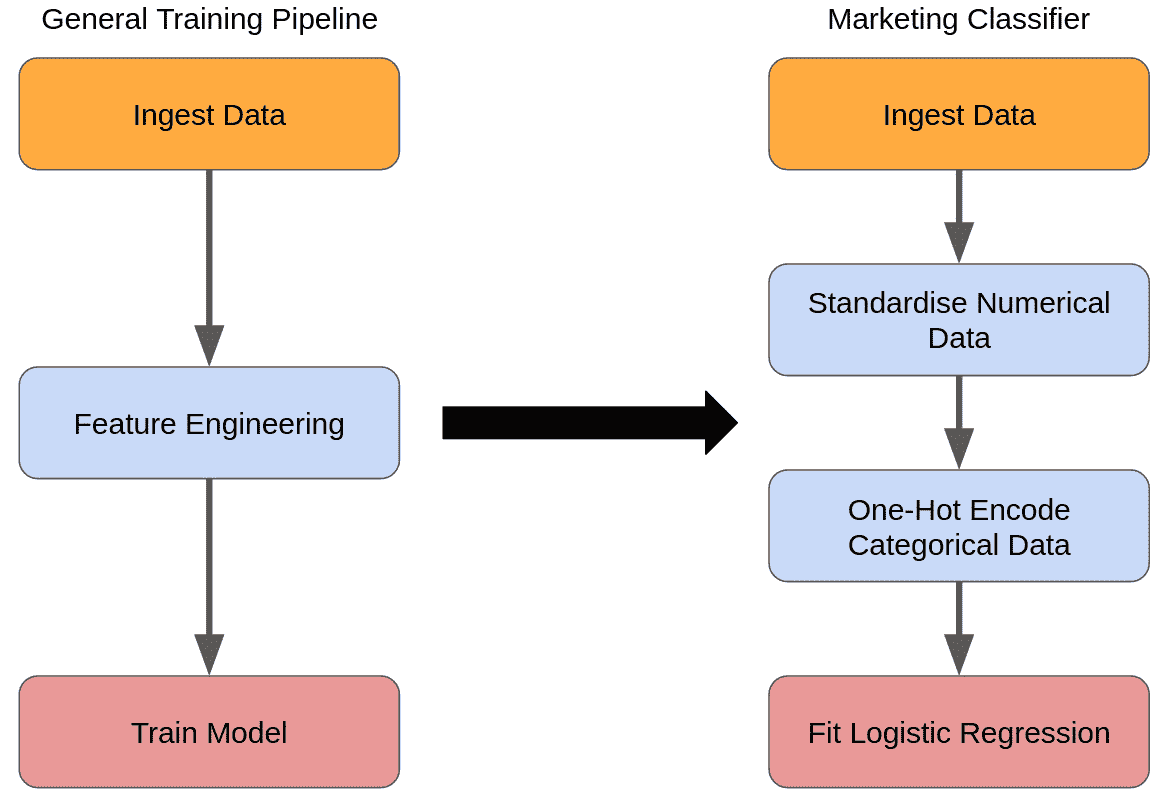 General Training Pipeline
Ingest Data
Feature Engineering
Train Model
Marketing Classifier
Ingest Data
Standardise Numerical
Data
One-Hot Encode
Categorical Data
Fit Logistic Regression